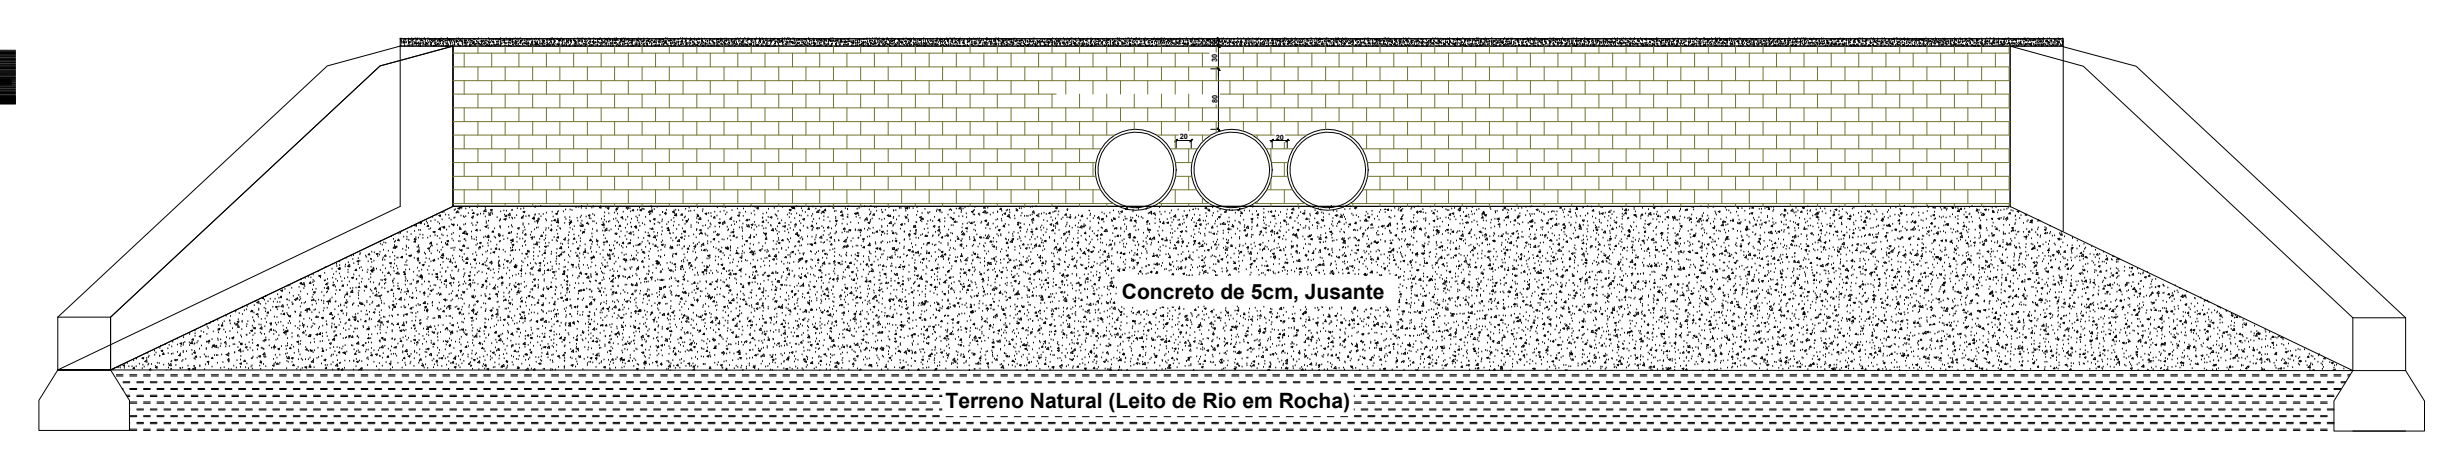 30
80
20
20
Concreto de 5cm, Jusante
Terreno Natural (Leito de Rio em Rocha)